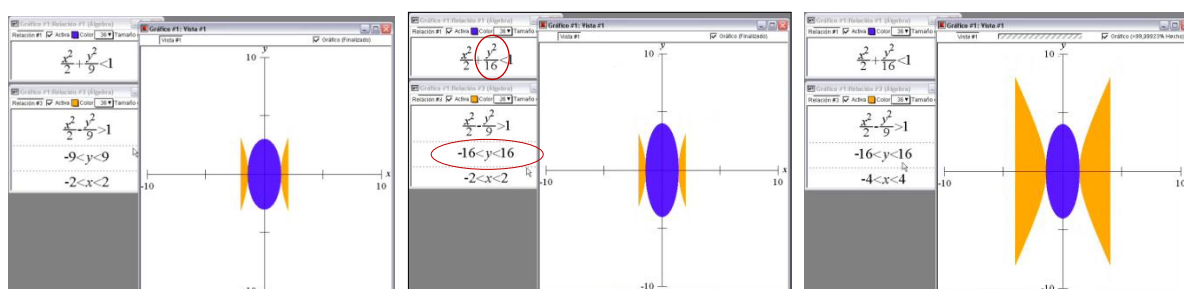 Gráfico #1: Relación #1 (Álgebra)
Relación #1 Activa Color 36 Tamaño
x²/2 + y²/9 < 1
Gráfico #1: Relación #3 (Álgebra)
Relación #3 Activa Color 36 Tamaño
x²/2 - y²/9 > 1
-9<y<9
-2<x<2
Gráfico #1: Vista #1
Vista #1 Gráfico (Finalizado)
y
10
-10 10 x
-10
Gráfico #1: Relación #1 (Álgebra)
Relación #1 Activa Color 36 Tamaño
x²/2 + y²/16 < 1
Gráfico #1: Relación #3 (Álgebra)
Relación #3 Activa Color 36 Tamaño
x²/2 - y²/9 > 1
-16<y<16
-2<x<2
Gráfico #1: Vista #1
Vista #1 Gráfico (Finalizado)
y
10
-10 10 x
-10
Gráfico #1: Relación #1 (Álgebra)
Relación #1 Activa Color 36 Tamaño
x²/2 + y²/16 < 1
Gráfico #1: Relación #3 (Álgebra)
Relación #3 Activa Color 36 Tamaño
x²/2 - y²/9 > 1
-16<y<16
-4<x<4
Gráfico #1: Vista #1
Vista #1 Gráfico
y
10
-10 10 x
-10